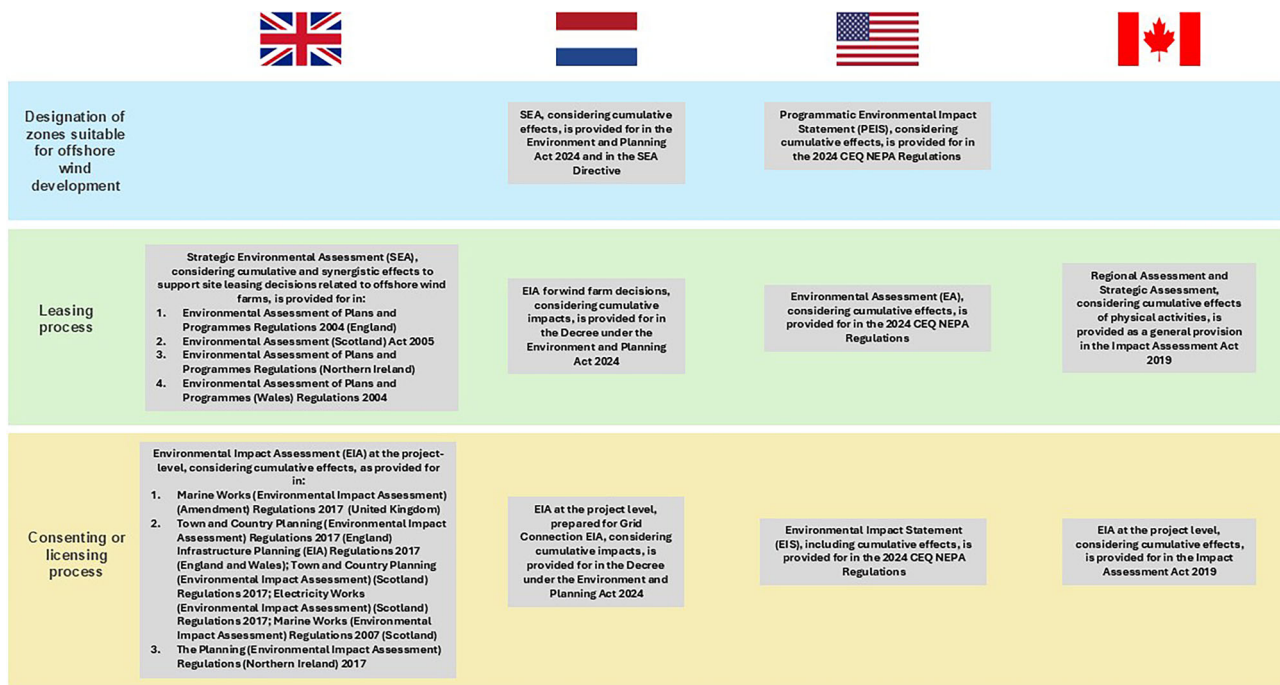 Designation of
zones suitable
for offshore
wind
development
SEA, considering cumulative
effects, is provided for in the
Environment and Planning
Act 2024 and in the SEA
Directive
Programmatic Environmental Impact
Statement (PEIS), considering
cumulative effects, is provided for in
the 2024 CEQ NEPA Regulations
Leasing
process
Strategic Environmental Assessment (SEA),
considering cumulative and synergistic effects to
support site leasing decisions related to offshore wind
farms, is provided for in:
1. Environmental Assessment of Plans and
Programmes Regulations 2004 (England)
2. Environmental Assessment (Scotland) Act 2005
3. Environmental Assessment of Plans and
Programmes Regulations (Northern Ireland)
4. Environmental Assessment of Plans and
Programmes (Wales) Regulations 2004
EIA forwind farm decisions,
considering cumulative
impacts, is provided for in
the Decree under the
Environment and Planning
Act 2024
Environmental Assessment (EA),
considering cumulative effects, is
provided for in the 2024 CEQ NEPA
Regulations
Regional Assessment and
Strategic Assessment,
considering cumulative effects
of physical activities, is
provided as a general provision
in the Impact Assessment Act
2019
Consenting or
licensing
process
Environmental Impact Assessment (EIA) at the project-
level, considering cumulative effects, as provided for
in:
1. Marine Works (Environmental Impact Assessment)
(Amendment) Regulations 2017 (United Kingdom)
2. Town and Country Planning (Environmental Impact
Assessment) Regulations 2017 (England)
Infrastructure Planning (EIA) Regulations 2017
(England and Wales); Town and Country Planning
(Environmental Impact Assessment) (Scotland)
Regulations 2017; Electricity Works
(Environmental Impact Assessment) (Scotland)
Regulations 2017; Marine Works (Environmental
Impact Assessment) Regulations 2007 (Scotland)
3. The Planning (Environmental Impact Assessment)
Regulations (Northern Ireland) 2017
EIA at the project level,
prepared for Grid
Connection EIA, considering
cumulative impacts, is
provided for in the Decree
under the Environment and
Planning Act 2024
Environmental Impact Statement
(EIS), including cumulative effects, is
provided for in the 2024 CEQ NEPA
Regulations
EIA at the project level,
considering cumulative effects,
is provided for in the Impact
Assessment Act 2019